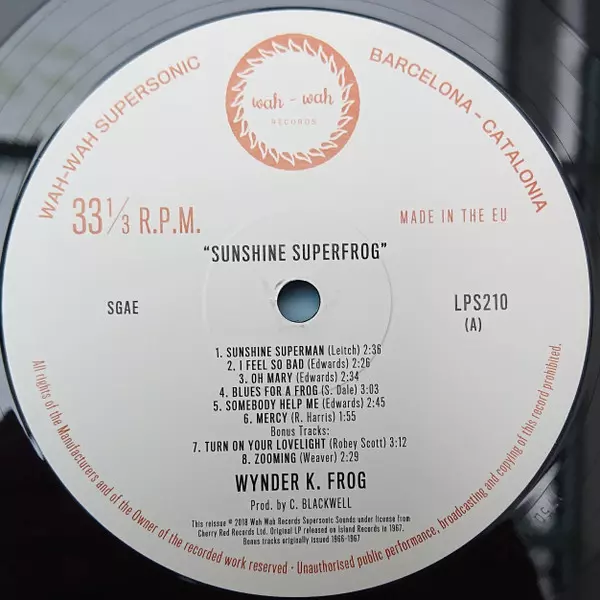 WAH-WAH SUPERSONIC
BARCELONA - CATALONIA
wah - wah
RECORDS
33 1/3 R.P.M.
MADE IN THE EU
"SUNSHINE SUPERFROG"
SGAE
LPS210
(A)
1. SUNSHINE SUPERMAN (Leitch) 2:36
2. I FEEL SO BAD (Edwards) 2:26
3. OH MARY (Edwards) 2:34
4. BLUES FOR A FROG (S. Dale) 3:03
5. SOMEBODY HELP ME (Edwards) 2:45
6. MERCY (R. Harris) 1:55
Bonus Tracks:
7. TURN ON YOUR LOVELIGHT (Robey Scott) 3:12
8. ZOOMING (Weaver) 2:29
WYNDER K. FROG
Prod. by C. BLACKWELL
This reissue © 2018 Wah Wah Records Supersonic Sounds under license from
Cherry Red Records Ltd. Original LP released on Island Records in 1967.
Bonus tracks originally issued 1966-1967
All rights of the Manufacturers and of the Owner of the recorded work reserved · Unauthorised public performance, broadcasting and copying of this record prohibited.